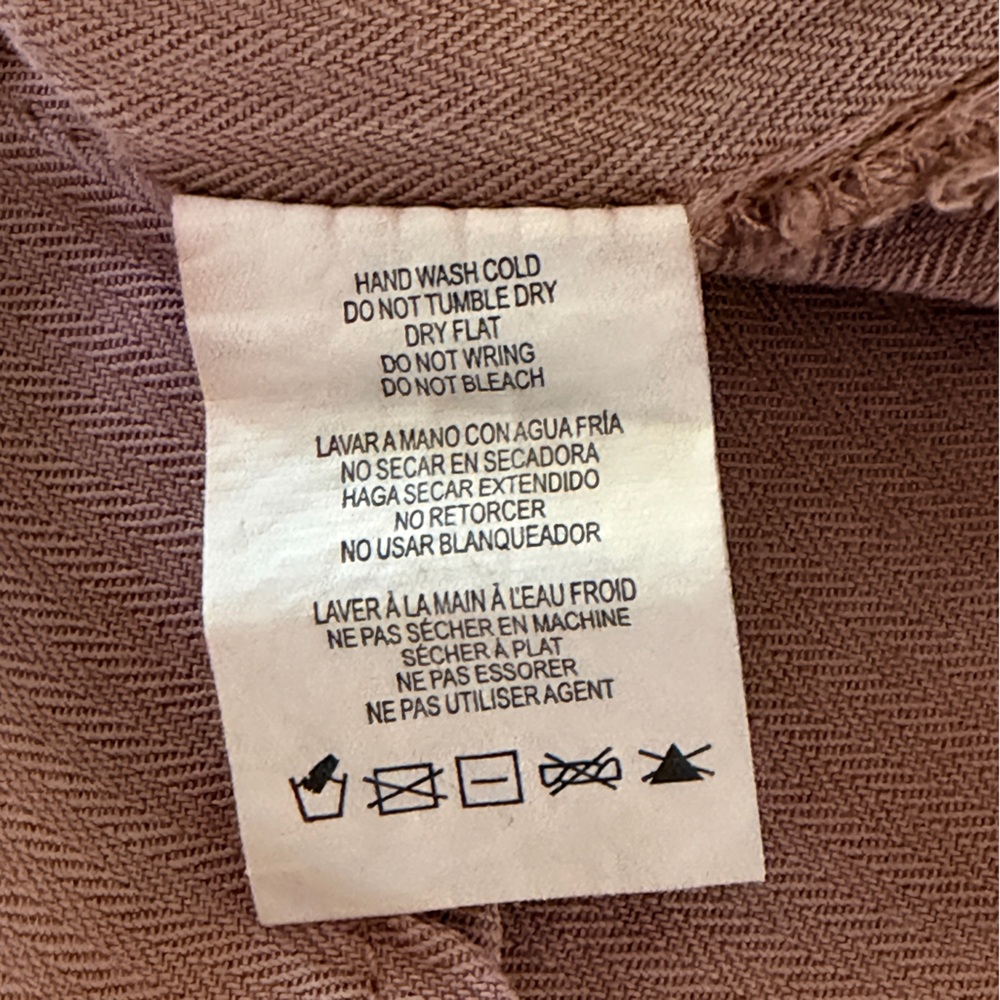 HAND WASH COLD
DO NOT TUMBLE DRY
DRY FLAT
DO NOT WRING
DO NOT BLEACH
LAVAR A MANO CON AGUA FRÍA
NO SECAR EN SECADORA
HAGA SECAR EXTENDIDO
NO RETORCER
NO USAR BLANQUEADOR
LAVER À LA MAIN À L'EAU FROID
NE PAS SÉCHER EN MACHINE
SÉCHER À PLAT
NE PAS ESSORER
NE PAS UTILISER AGENT